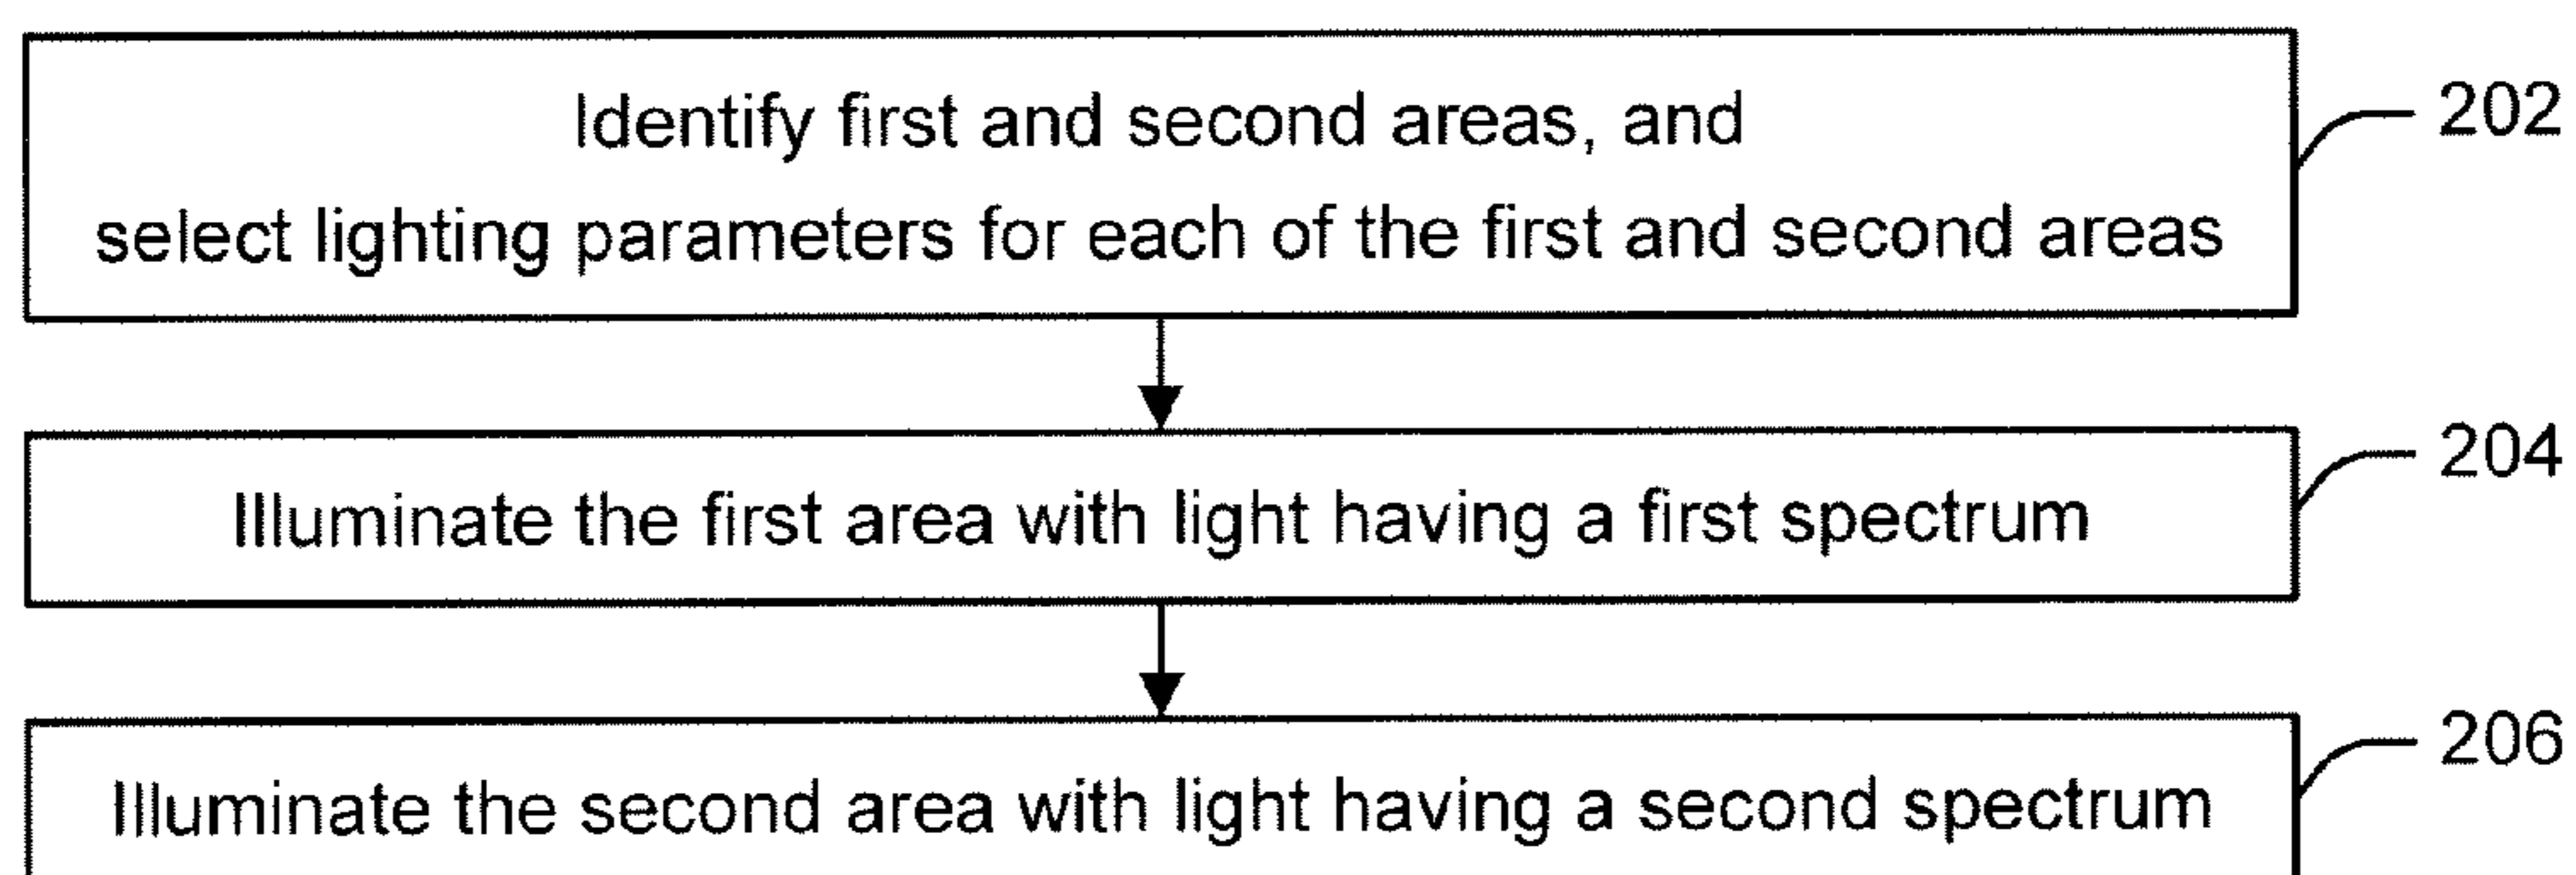 Identify first and second areas, and
select lighting parameters for each of the first and second areas
202
Illuminate the first area with light having a first spectrum
204
Illuminate the second area with light having a second spectrum
206